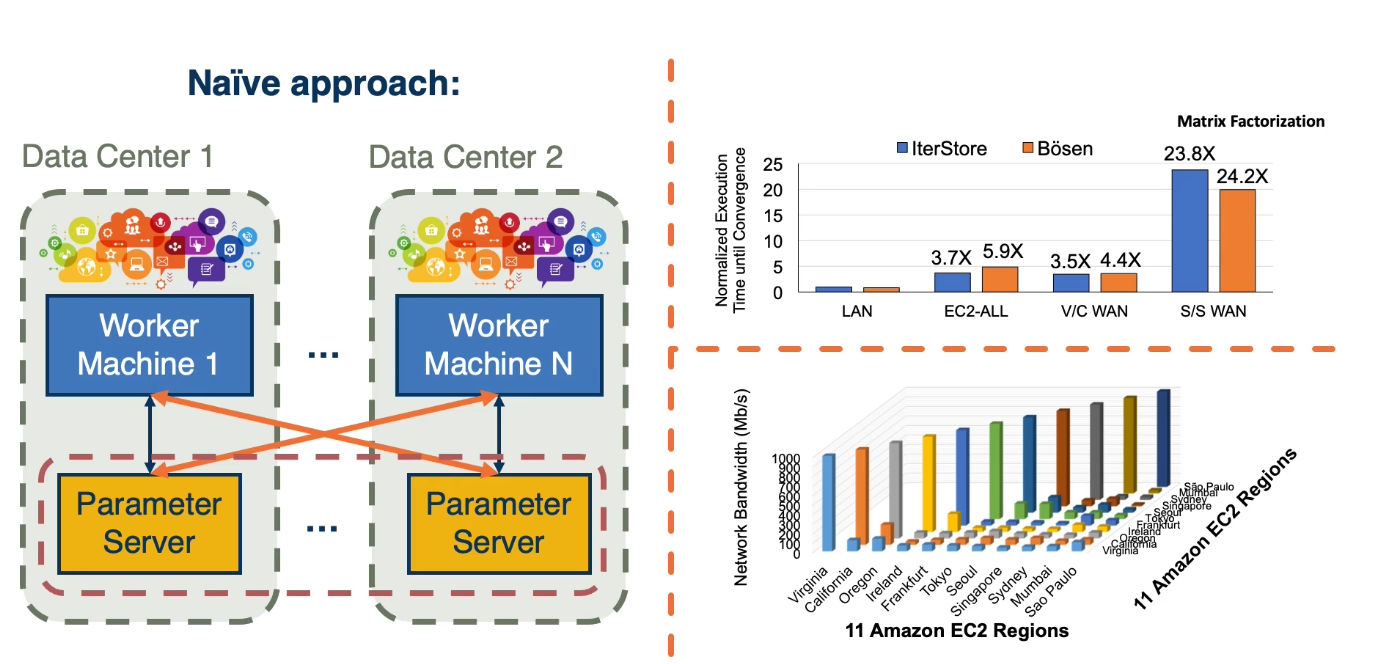 Naïve approach:
Data Center 1
Data Center 2
Worker
Machine 1
...
Worker
Machine N
Parameter
Server
...
Parameter
Server
Matrix Factorization
IterStore
Bösen
Normalized Execution
Time until Convergence
25
20
15
10
5
0
3.7X
5.9X
3.5X
4.4X
23.8X
24.2X
LAN
EC2-ALL
V/C WAN
S/S WAN
Network Bandwidth (Mb/s)
1000
900
800
700
600
500
400
300
200
100
0
Virginia
California
Oregon
Ireland
Frankfurt
Tokyo
Seoul
Singapore
Sydney
Mumbai
Sao Paulo
11 Amazon EC2 Regions
São Paulo
Mumbai
Sydney
Singapore
Seoul
Tokyo
Frankfurt
Ireland
Oregon
California
Virginia
11 Amazon EC2 Regions